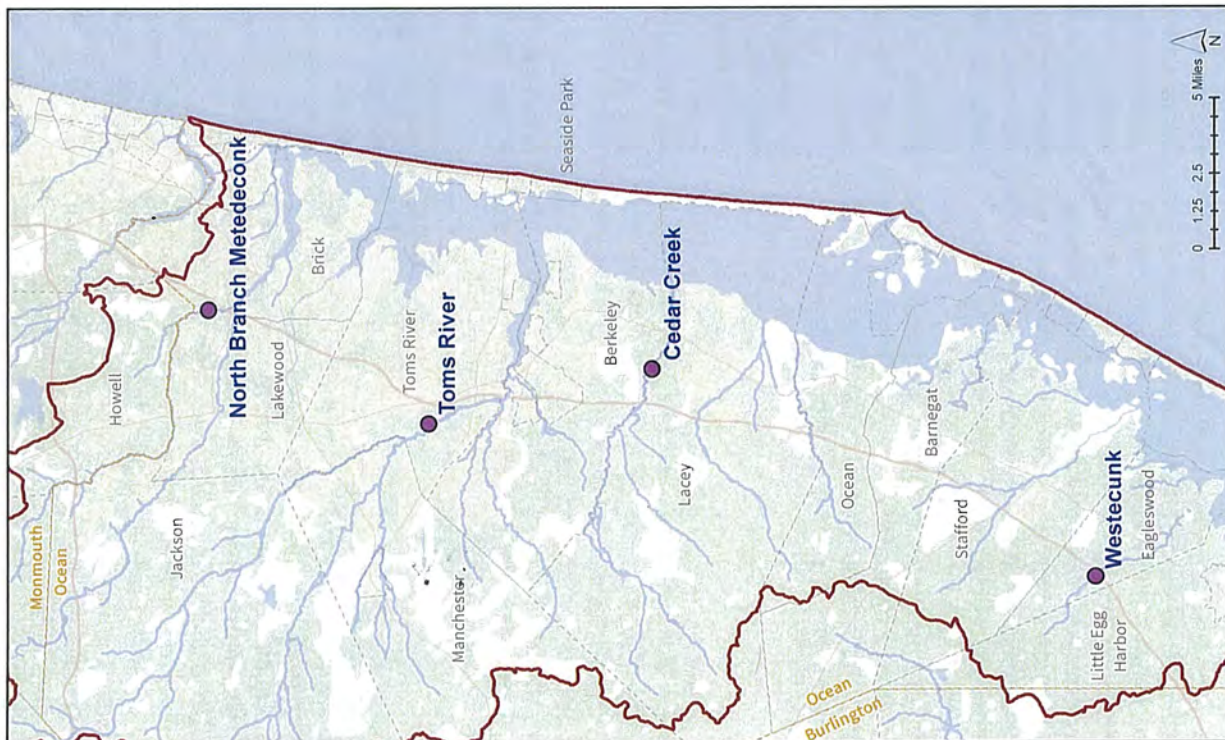 Monmouth
Ocean
Howell
Jackson
North Branch Metedeconk
Lakewood
Brick
Toms River
Toms River
Manchester
Seaside Park
Berkeley
Cedar Creek
Lacey
Burlington
Ocean
Ocean
Barnegat
Stafford
Little Egg
Harbor
Westecunk
Eagleswood
0 1.25 2.5 5 Miles
N